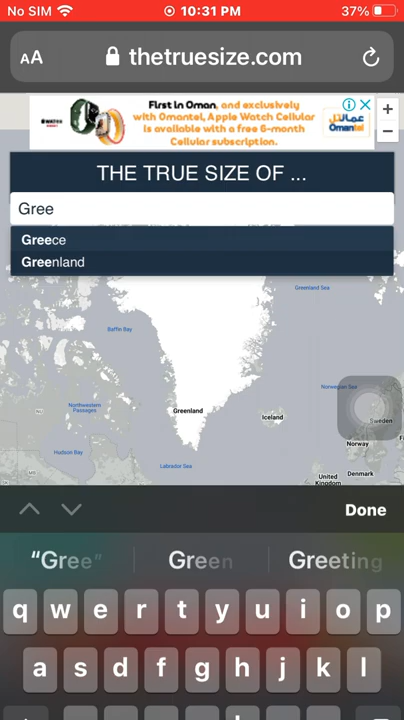 No SIM 10:31 PM 37%
AA thetruesize.com
First in Oman, and exclusively
with Omantel, Apple Watch Cellular
is available with a free 6-month
Cellular subscription.
WATCH
عمانتل
Omantel
+
−
THE TRUE SIZE OF ...
Gree
Greece
Greenland
Greenland Sea
Baffin Bay
Norwegian Sea
Northwestern
Passages
NU
Greenland
Iceland
Sweden
Norway
Hudson Bay
Labrador Sea
United
Kingdom
Denmark
Done
“Gree” Green Greeting
q w e r t y u i o p
a s d f g h j k l